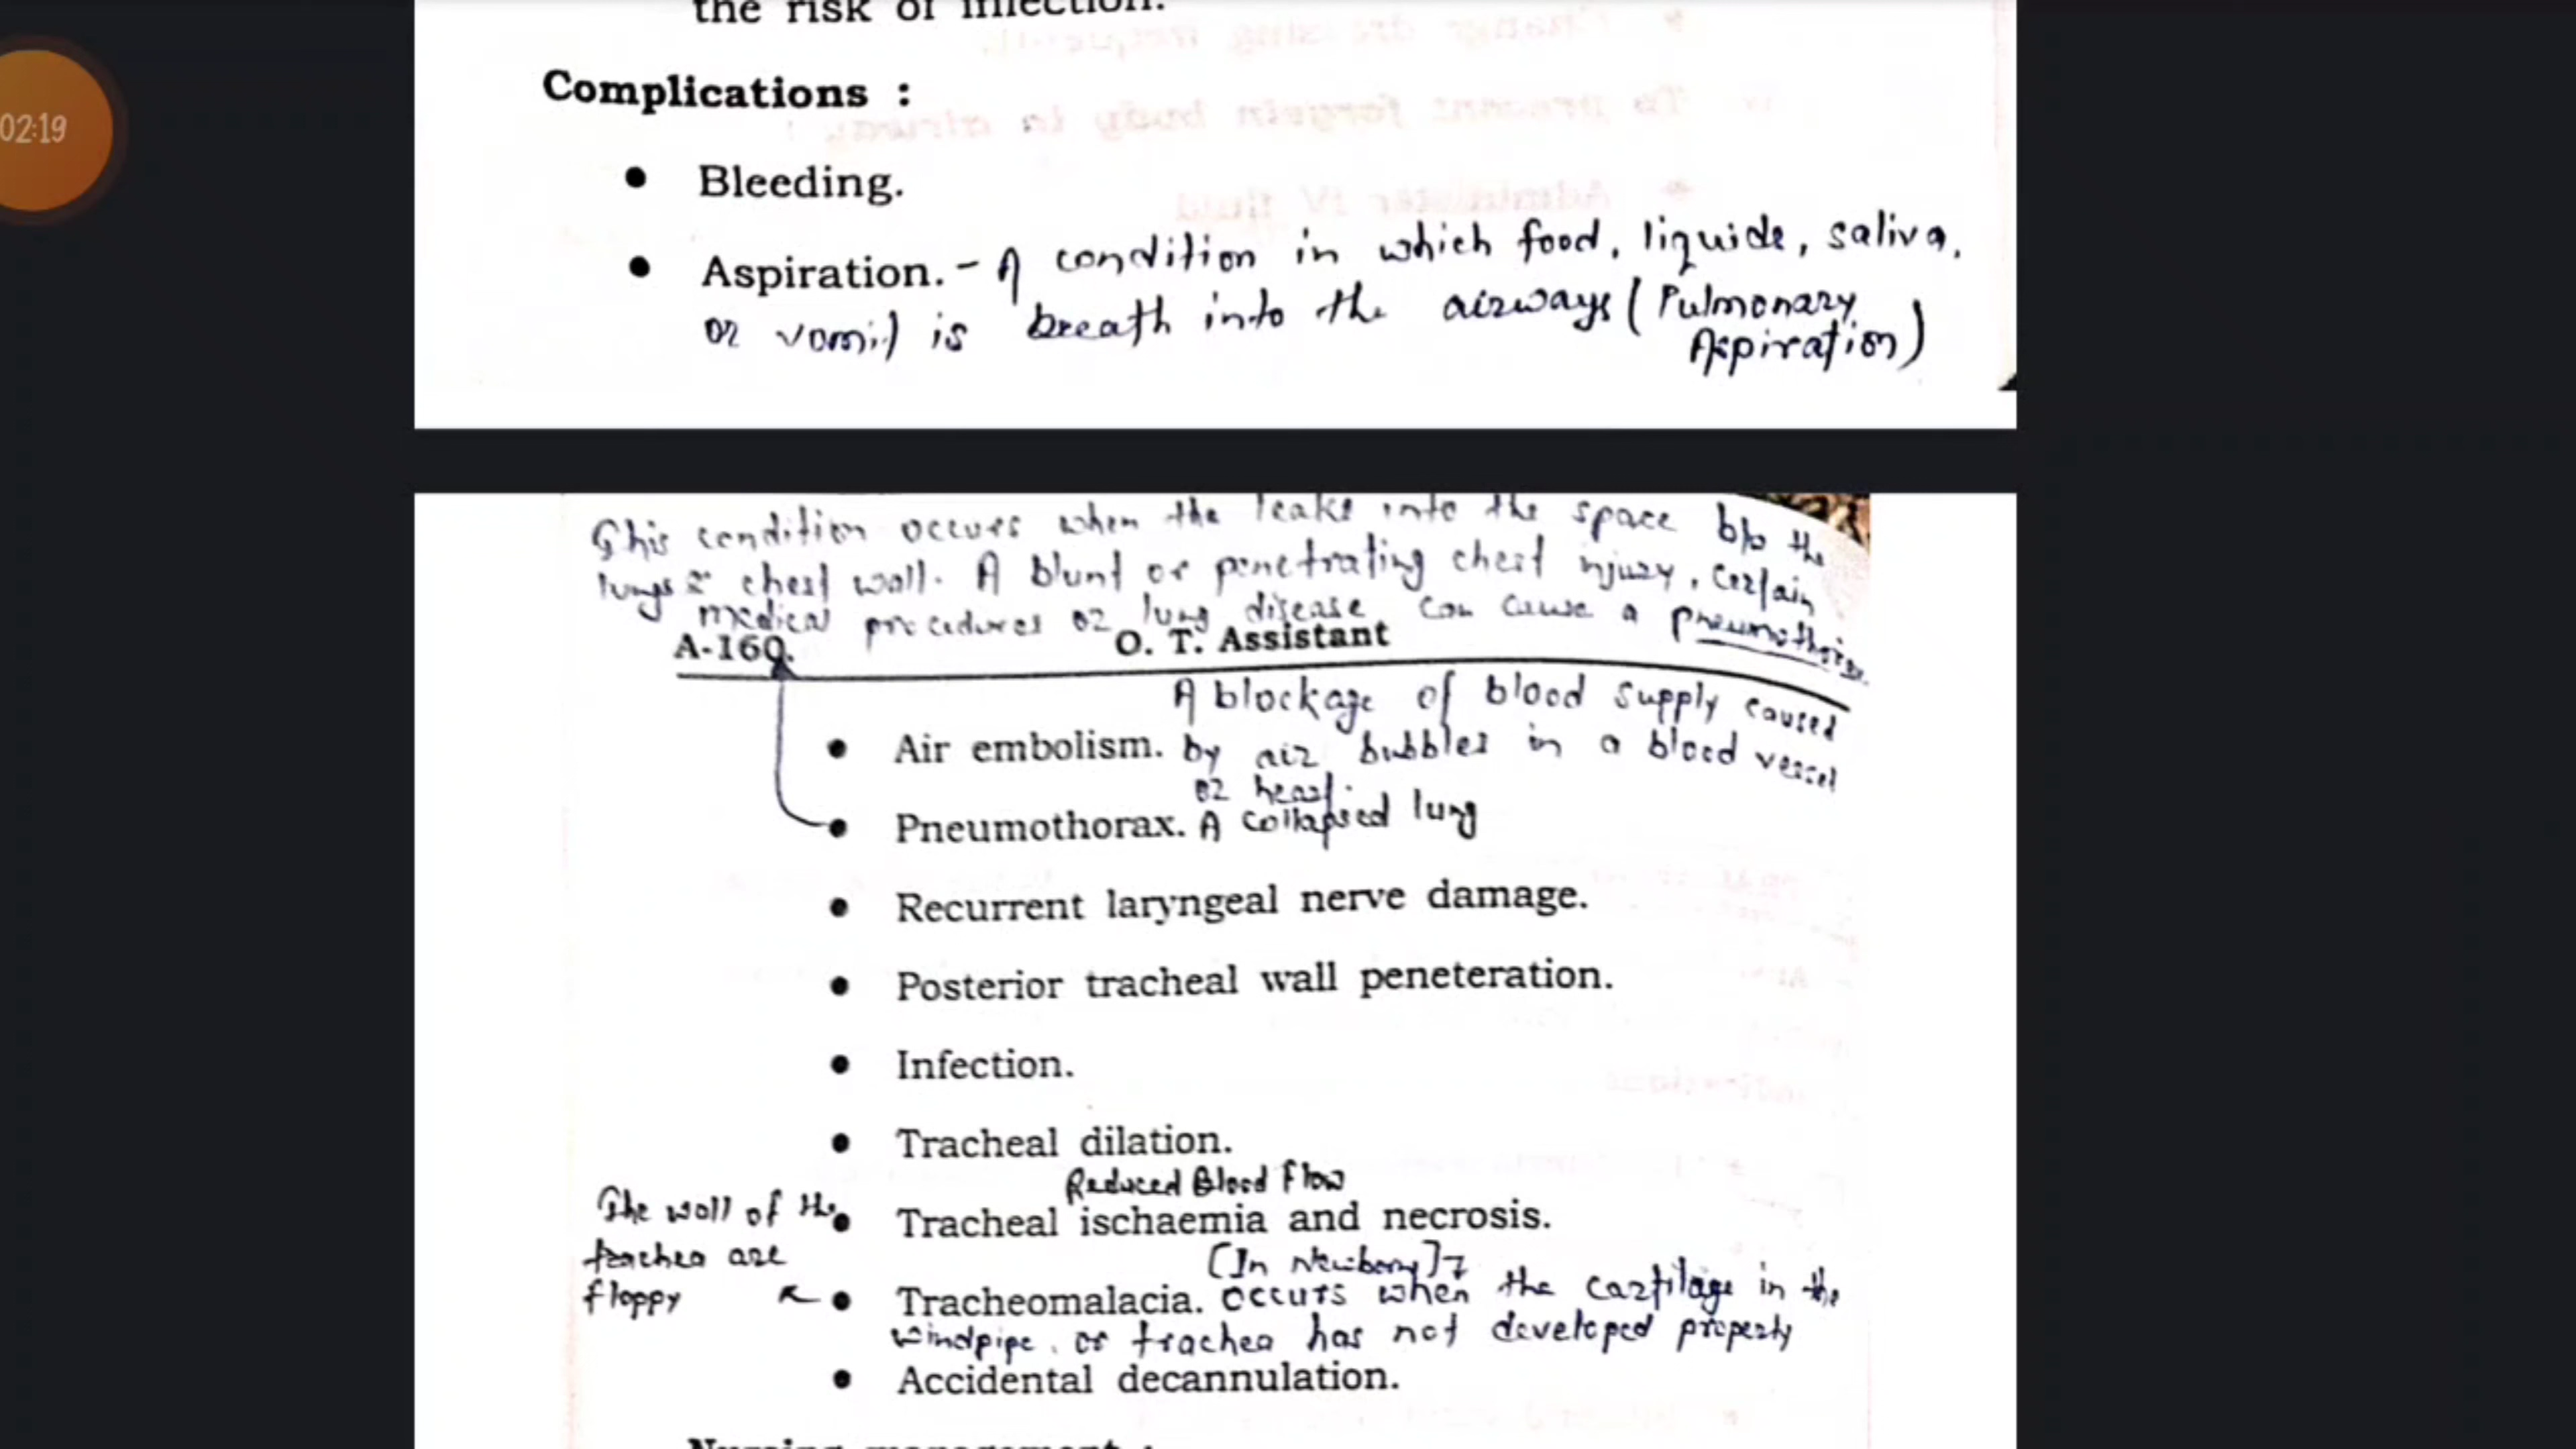 the risk of infection.
02:19
Complications :
• Bleeding.
• Aspiration. - A condition in which food, liquide, saliva,
or vomit is breath into the airways (Pulmonary
Aspiration)
This condition occurs when the leaks into the space b/w the
lungs & chest wall. A blunt or penetrating chest injury, certain
medical procedures or lung disease can cause a pneumothorax.
A-160. O. T. Assistant
A blockage of blood supply caused
• Air embolism. by air bubbles in a blood vessel
or heart.
• Pneumothorax. A collapsed lung
• Recurrent laryngeal nerve damage.
• Posterior tracheal wall peneteration.
• Infection.
• Tracheal dilation.
Reduced Blood Flow
• Tracheal ischaemia and necrosis.
The wall of the
trachea are
floppy
[In Newborn]
• Tracheomalacia. occurs when the cartilage in the
windpipe, or trachea has not developed properly
• Accidental decannulation.
Nursing management :